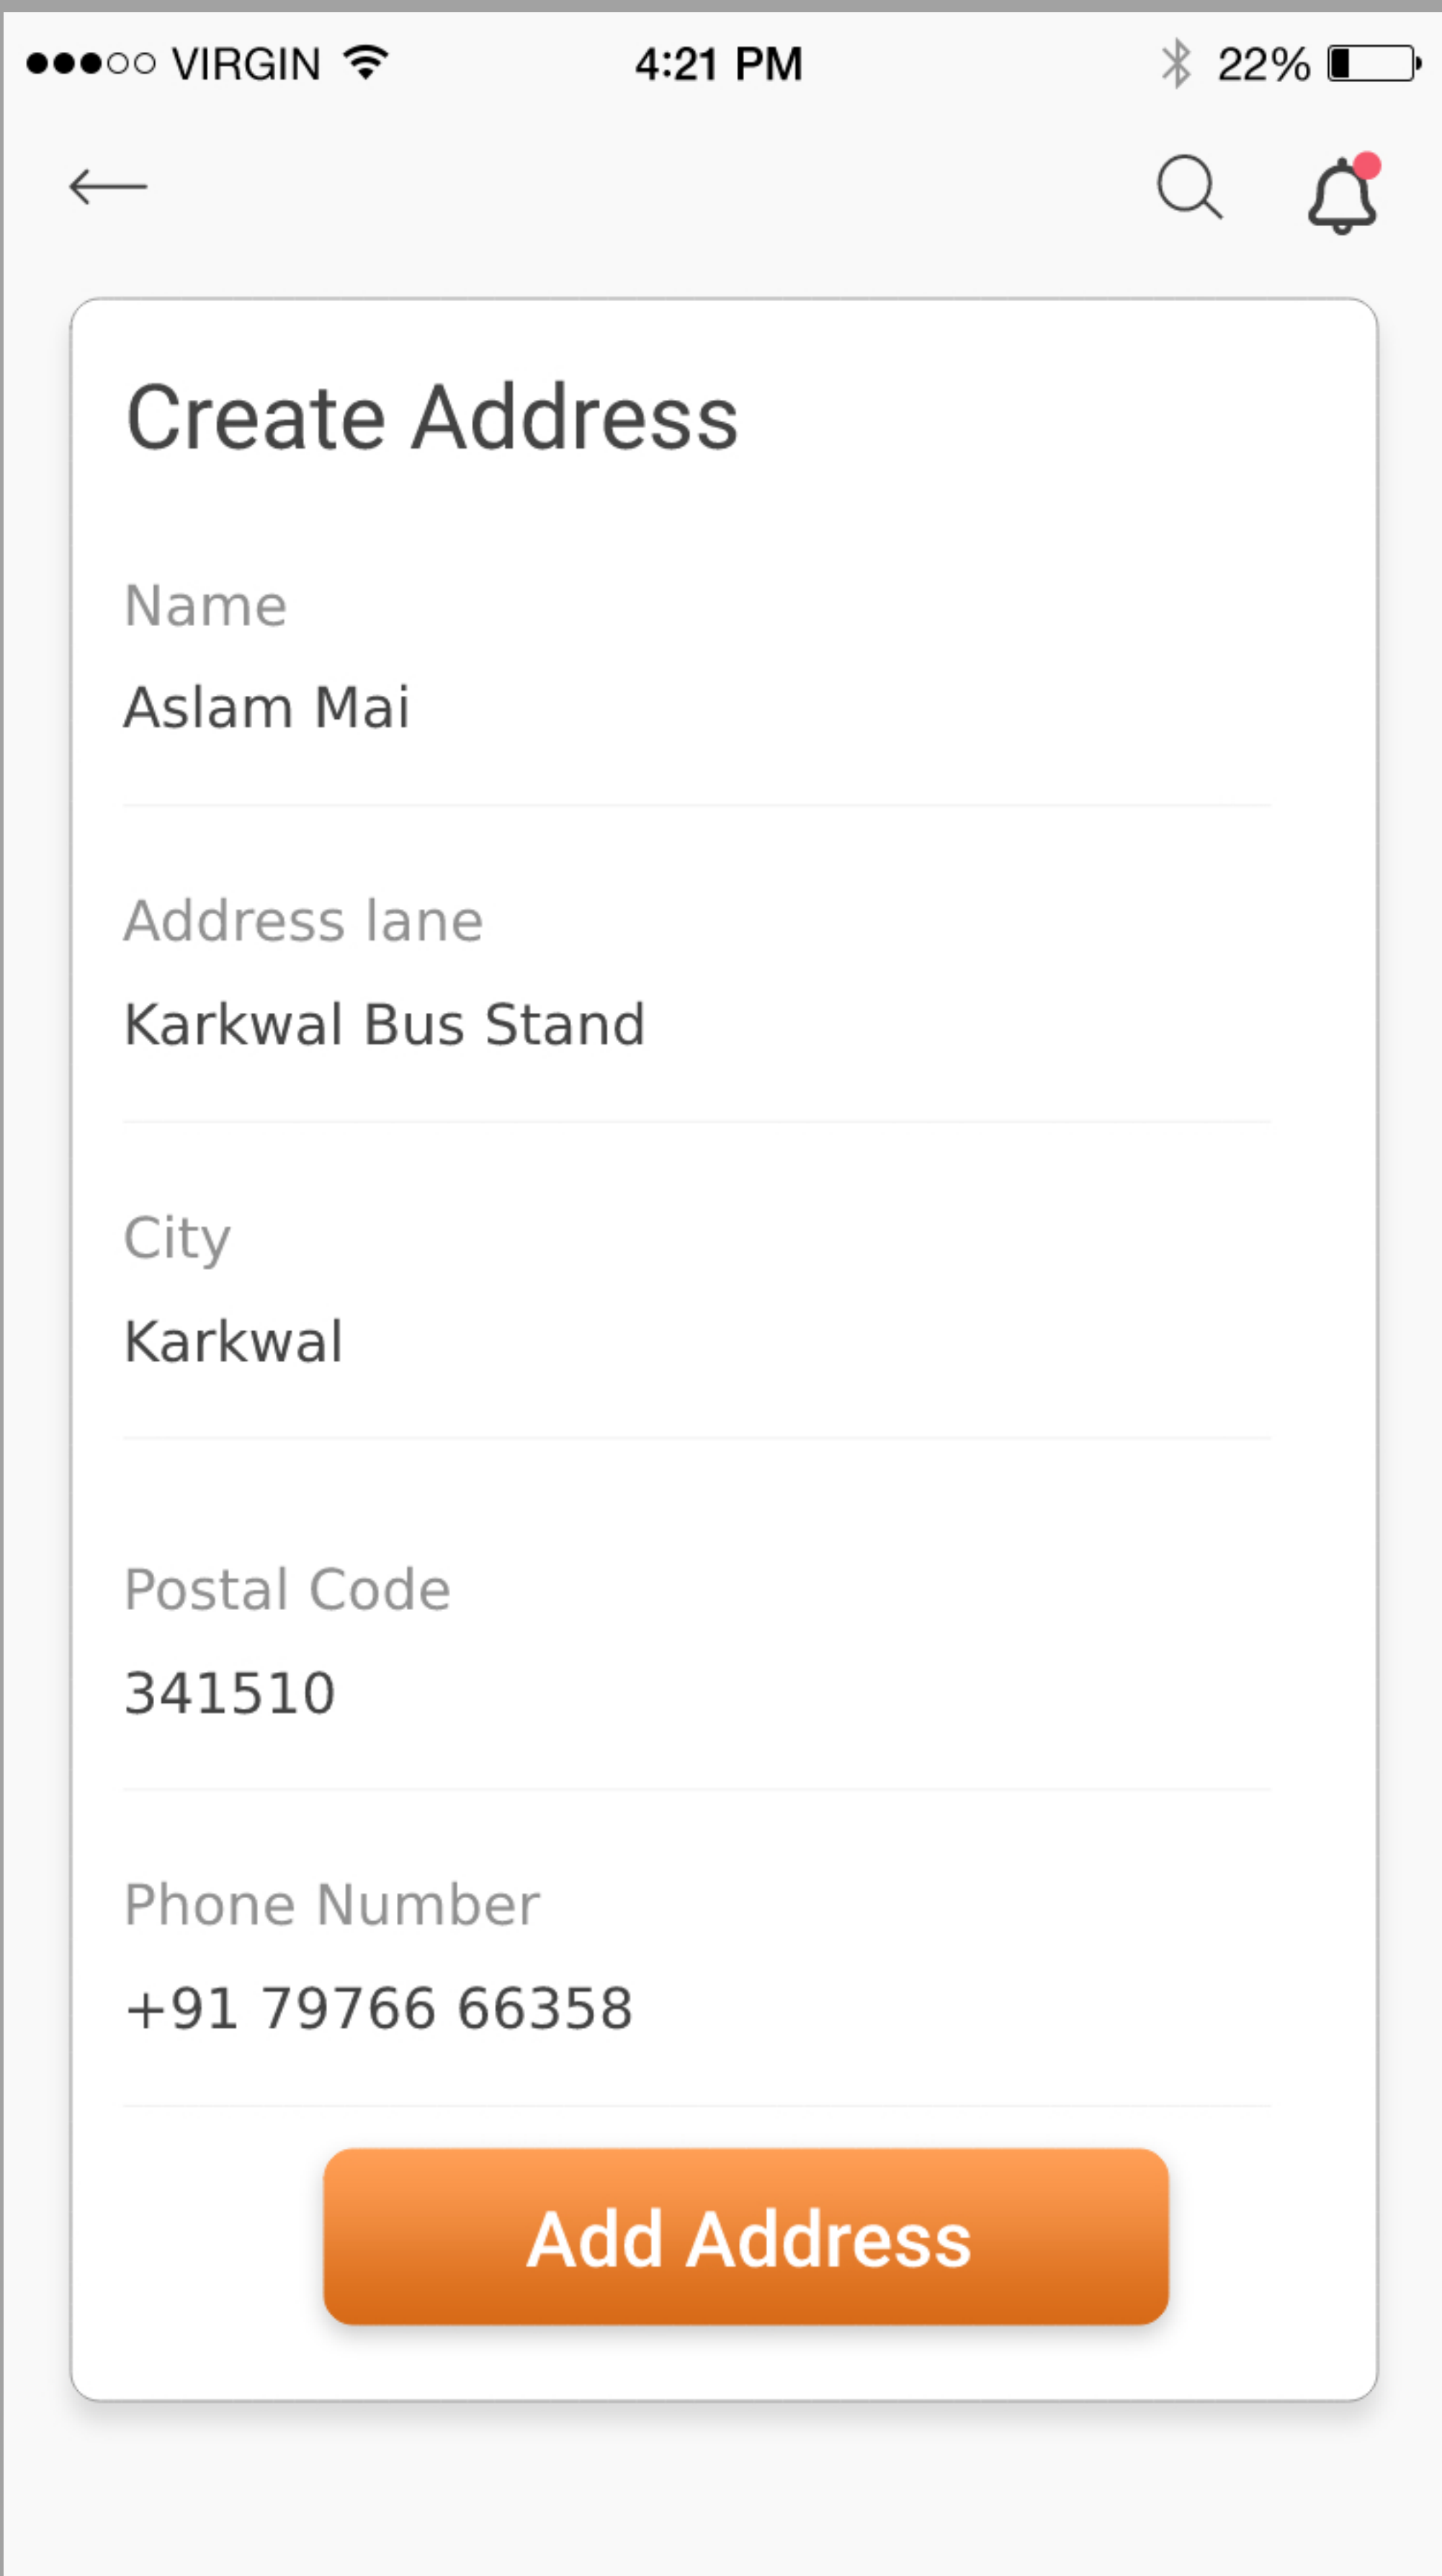 VIRGIN 4:21 PM 22%
Create Address
Name
Aslam Mai
Address lane
Karkwal Bus Stand
City
Karkwal
Postal Code
341510
Phone Number
+91 79766 66358
Add Address